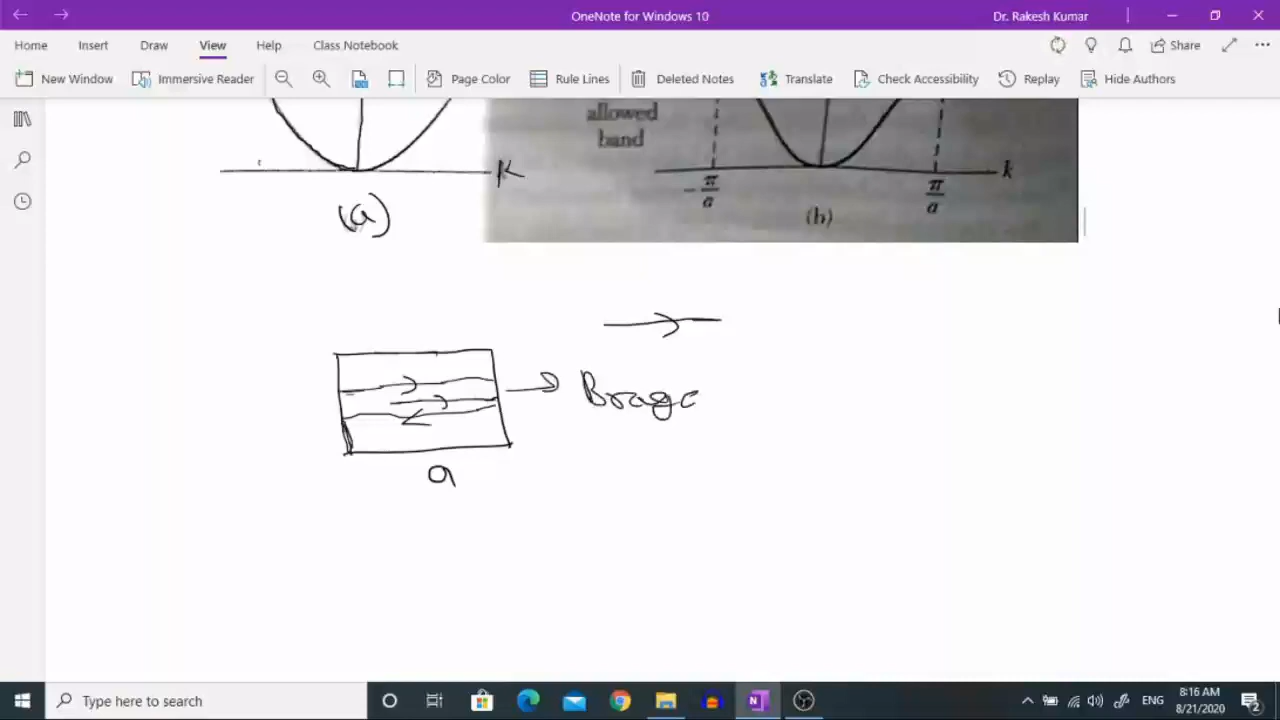 OneNote for Windows 10
Dr. Rakesh Kumar
Home Insert Draw View Help Class Notebook Share
New Window Immersive Reader Page Color Rule Lines Deleted Notes Translate Check Accessibility Replay Hide Authors
allowed
band
K
k
(a)
- π/a
π/a
(b)
Brag
a
Type here to search
ENG
8:16 AM
8/21/2020
2